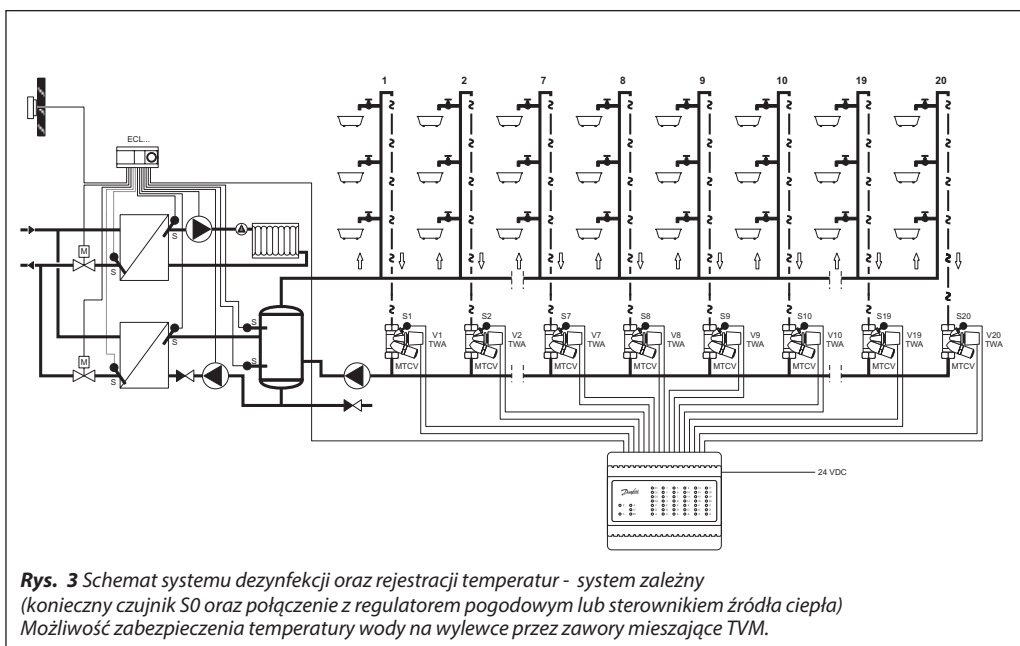 1 2 7 8 9 10 19 20
ECL...
M
S
S
S
M
S
S
S
S1 S2 S7 S8 S9 S10 S19 S20
V1 V2 V7 V8 V9 V10 V19 V20
TWA TWA TWA TWA TWA TWA TWA TWA
MTCV MTCV MTCV MTCV MTCV MTCV MTCV MTCV
24 VDC
Danfoss
Rys. 3 Schemat systemu dezynfekcji oraz rejestracji temperatur - system zależny
(konieczny czujnik S0 oraz połączenie z regulatorem pogodowym lub sterownikiem źródła ciepła)
Możliwość zabezpieczenia temperatury wody na wylewce przez zawory mieszające TVM.